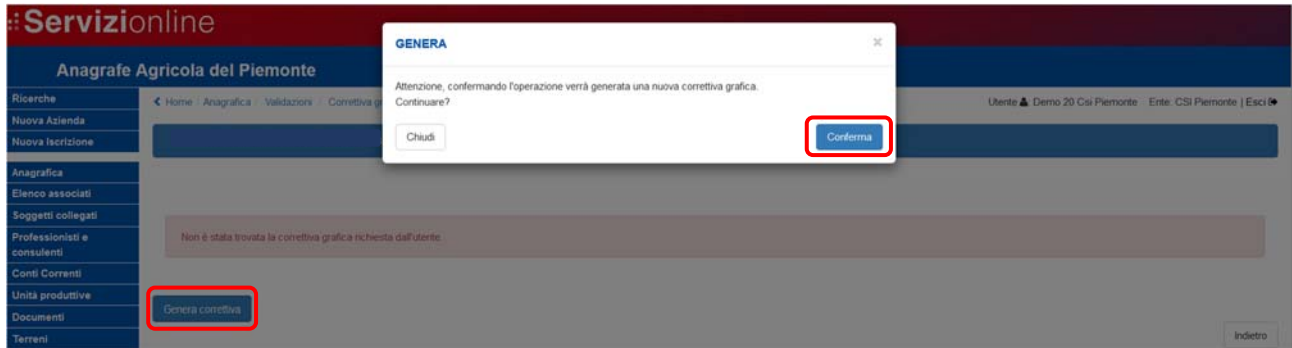 Servizionline
Anagrafe Agricola del Piemonte
GENERA
×
Attenzione, confermando l'operazione verrà generata una nuova correttiva grafica.
Continuare?
Chiudi
Conferma
Home / Anagrafica / Validazioni / Correttiva
Utente Demo 20 Csi Piemonte Ente: CSI Piemonte | Esci
Ricerche
Nuova Azienda
Nuova Iscrizione
Anagrafica
Elenco associati
Soggetti collegati
Professionisti e
consulenti
Conti Correnti
Unità produttive
Documenti
Terreni
Non è stata trovata la correttiva grafica richiesta dall'utente
Genera correttiva
Indietro